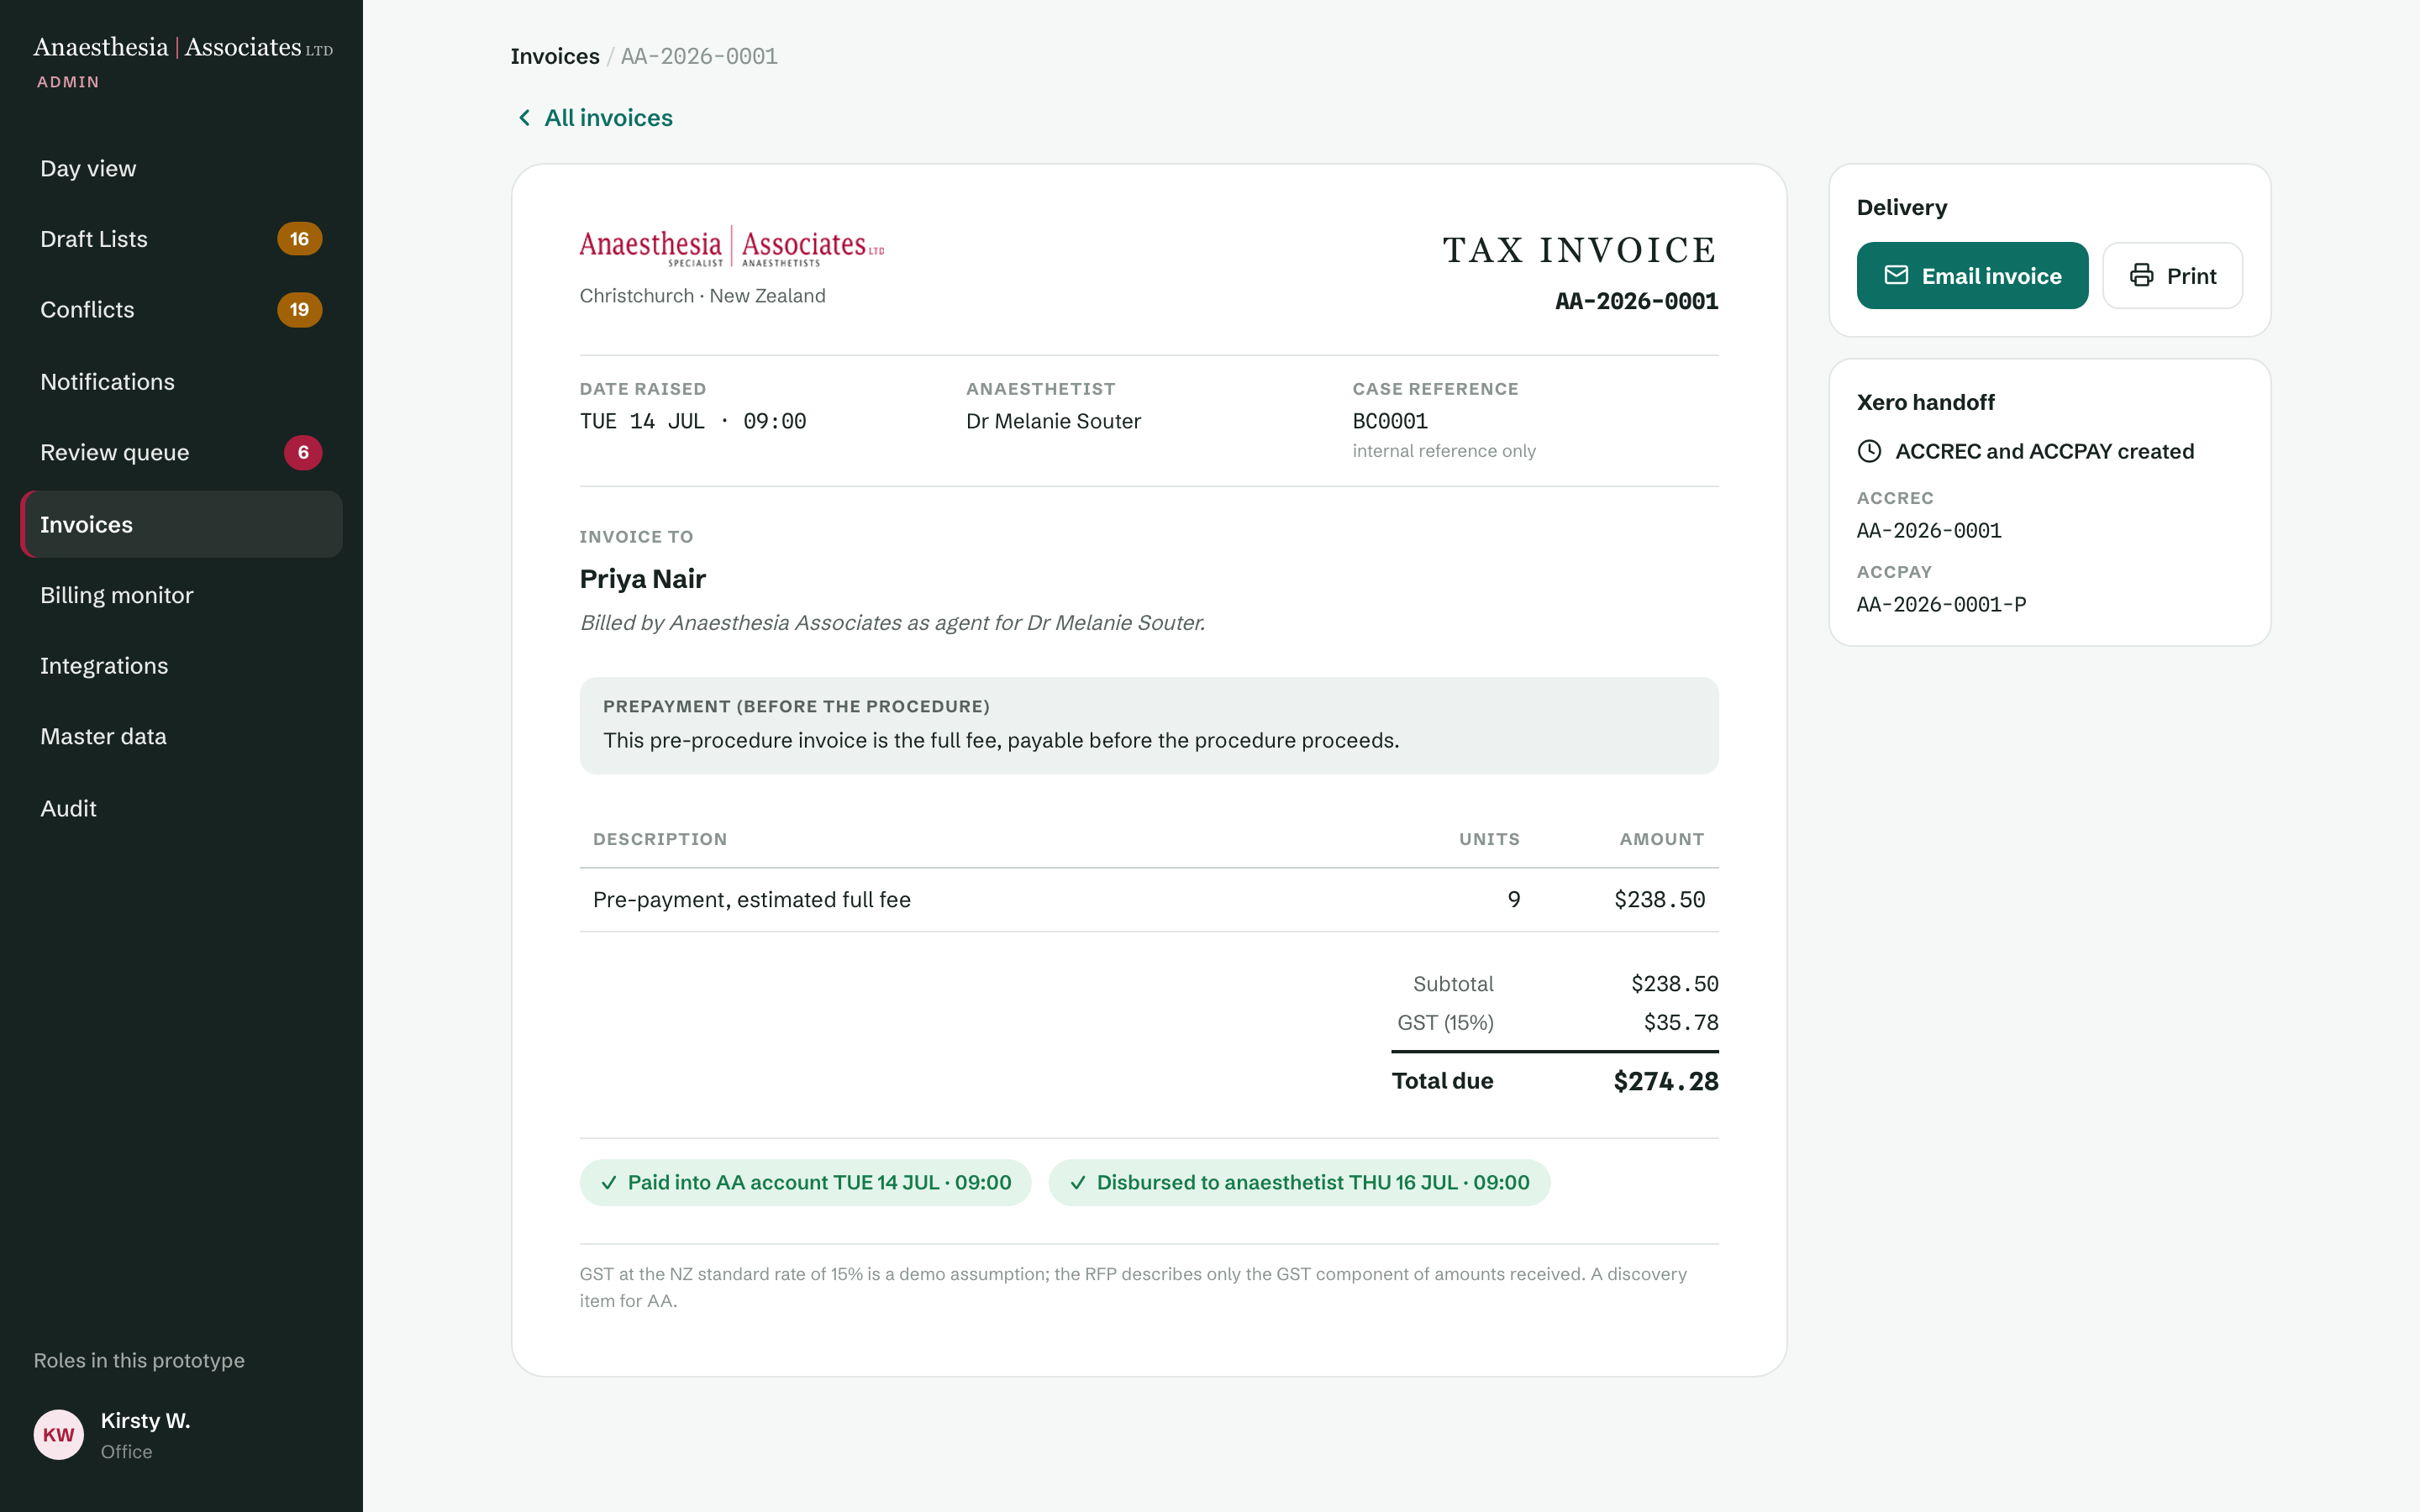 Anaesthesia | Associates LTD
ADMIN
Day view
Draft Lists 16
Conflicts 19
Notifications
Review queue 6
Invoices
Billing monitor
Integrations
Master data
Audit
Roles in this prototype
KW
Kirsty W.
Office
Invoices / AA-2026-0001
All invoices
Anaesthesia | Associates LTD
SPECIALIST ANAESTHETISTS
Christchurch · New Zealand
TAX INVOICE
AA-2026-0001
DATE RAISED
TUE 14 JUL · 09:00
ANAESTHETIST
Dr Melanie Souter
CASE REFERENCE
BC0001
internal reference only
INVOICE TO
Priya Nair
Billed by Anaesthesia Associates as agent for Dr Melanie Souter.
PREPAYMENT (BEFORE THE PROCEDURE)
This pre-procedure invoice is the full fee, payable before the procedure proceeds.
DESCRIPTION UNITS AMOUNT
Pre-payment, estimated full fee 9 $238.50
Subtotal $238.50
GST (15%) $35.78
Total due $274.28
Paid into AA account TUE 14 JUL · 09:00
Disbursed to anaesthetist THU 16 JUL · 09:00
GST at the NZ standard rate of 15% is a demo assumption; the RFP describes only the GST component of amounts received. A discovery
item for AA.
Delivery
Email invoice
Print
Xero handoff
ACCREC and ACCPAY created
ACCREC
AA-2026-0001
ACCPAY
AA-2026-0001-P